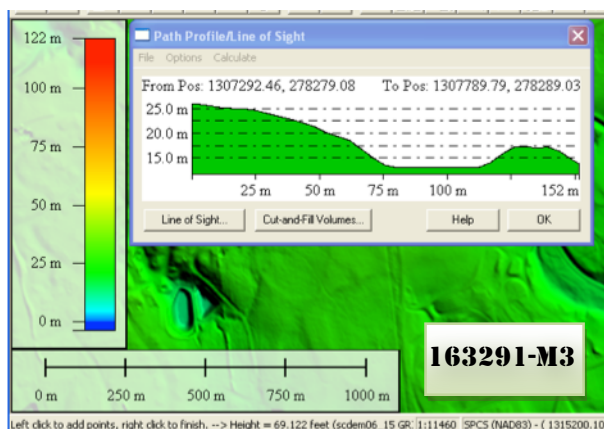 122 m
100 m
75 m
50 m
25 m
0 m
Path Profile/Line of Sight
File Options Calculate
From Pos: 1307292.46, 278279.08 To Pos: 1307789.79, 278289.03
25.0 m
20.0 m
15.0 m
25 m 50 m 75 m 100 m 152 m
Line of Sight... Cut-and-Fill Volumes... Help OK
163291-M3
0 m 250 m 500 m 750 m 1000 m
Left click to add points, right click to finish, --> Height = 69.122 feet (scdem06_15 GR 1:11460 SPCS (NAD83) - ( 1315200.10